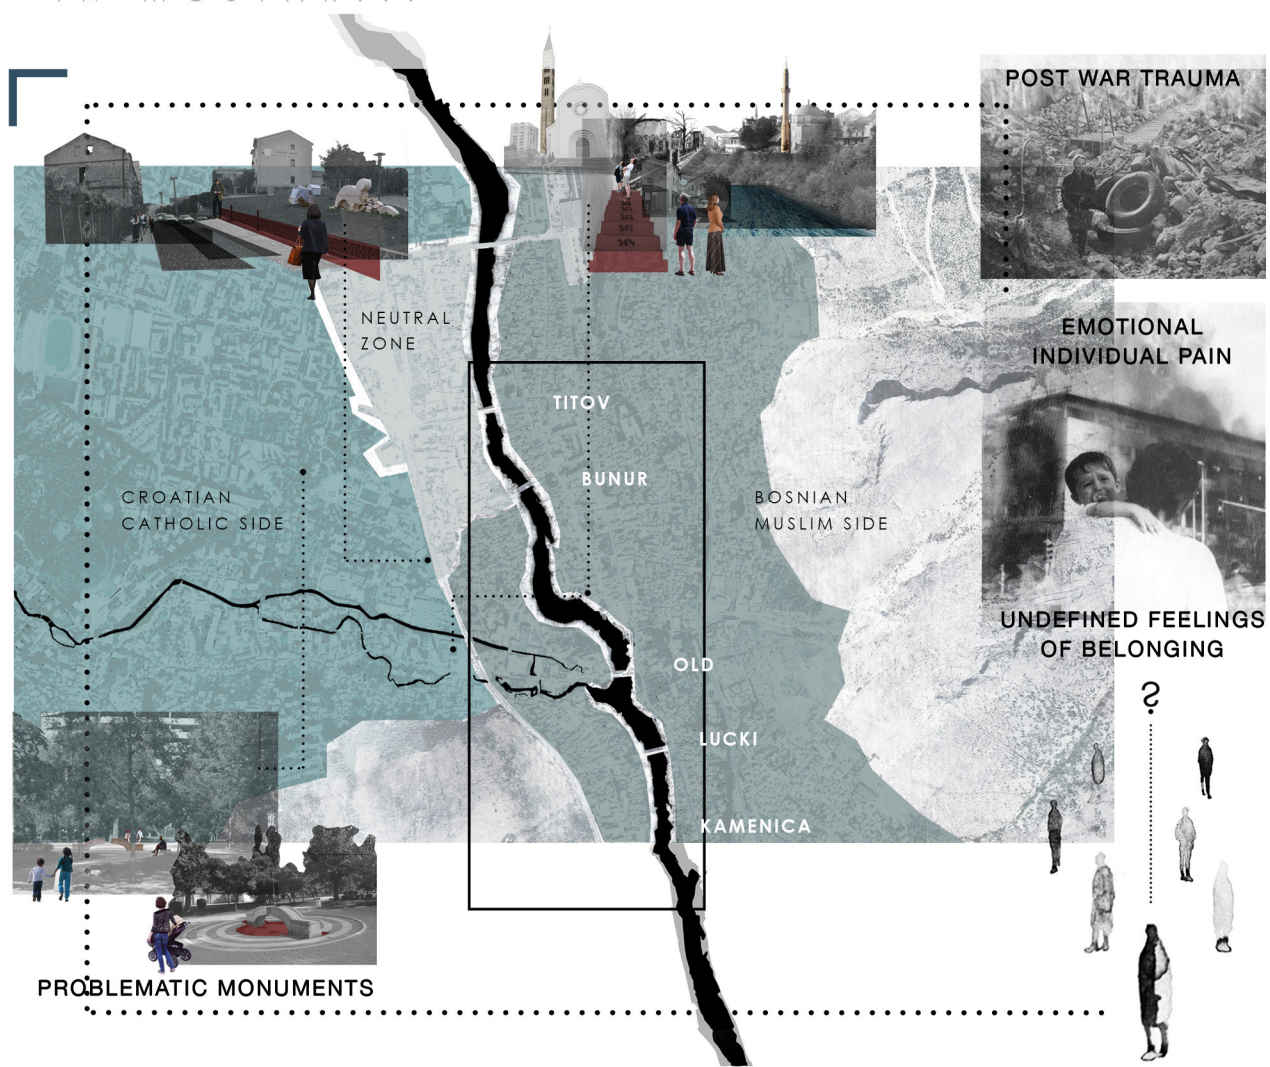 POST WAR TRAUMA
NEUTRAL
ZONE
EMOTIONAL
INDIVIDUAL PAIN
TITOV
BUNUR
CROATIAN
CATHOLIC SIDE
BOSNIAN
MUSLIM SIDE
UNDEFINED FEELINGS
OF BELONGING
?
OLD
LUCKI
KAMENICA
PROBLEMATIC MONUMENTS